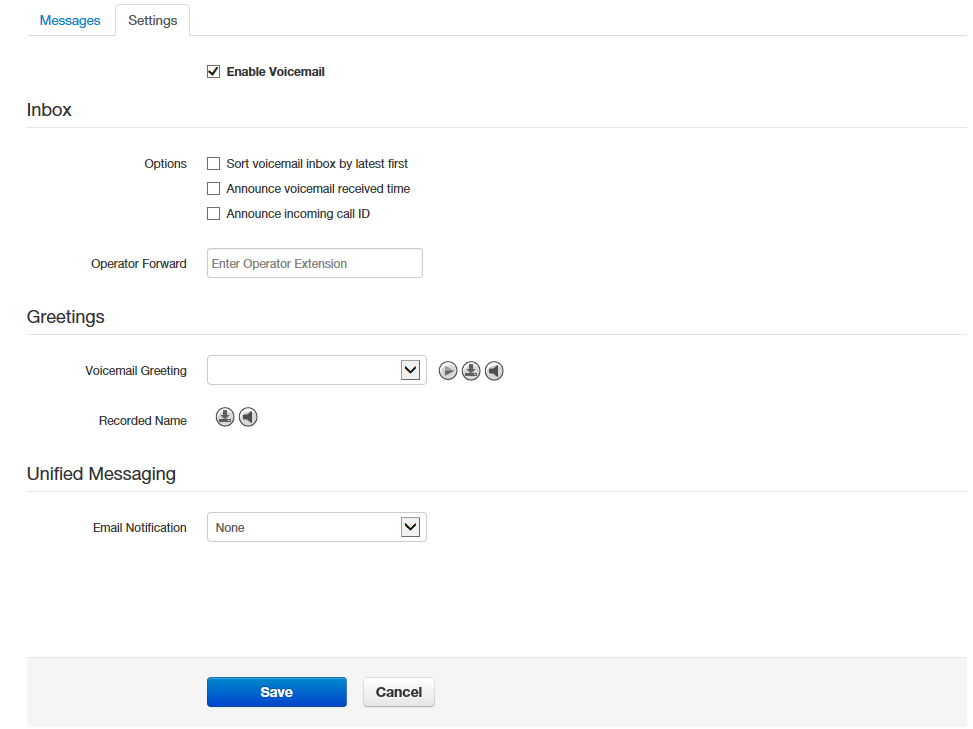 Messages Settings
Enable Voicemail
Inbox
Options Sort voicemail inbox by latest first
Announce voicemail received time
Announce incoming call ID
Operator Forward Enter Operator Extension
Greetings
Voicemail Greeting
Recorded Name
Unified Messaging
Email Notification None
Save Cancel